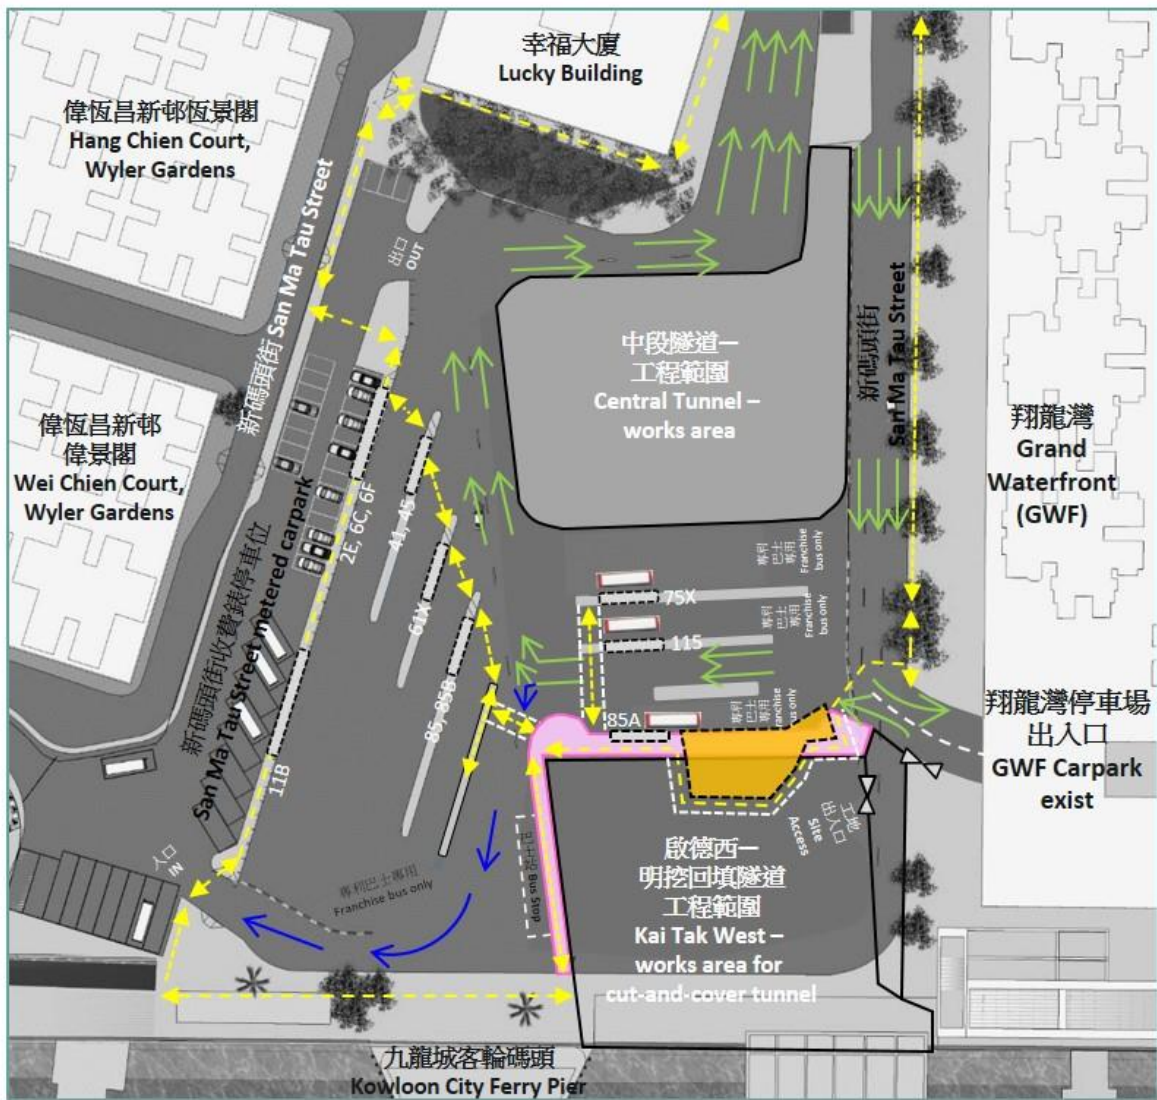 幸福大廈
Lucky Building
偉恆昌新邨恆景閣
Hang Chien Court,
Wyler Gardens
新碼頭街 San Ma Tau Street
出口
OUT
中段隧道—
工程範圍
Central Tunnel –
works area
新碼頭街
San Ma Tau Street
翔龍灣
Grand
Waterfront
(GWF)
偉恆昌新邨
偉景閣
Wei Chien Court,
Wyler Gardens
新碼頭街收費錶停車位
San Ma Tau Street metered carpark
2E, 6C, 6F
41, 45
61X
85, 85B
11B
專利
巴士
專用
Franchise
bus only
75X
專利
巴士
專用
Franchise
bus only
115
專利
巴士
專用
Franchise
bus only
85A
翔龍灣停車場
出入口
GWF Carpark
exist
工地
出入口
Site
Access
入口
IN
專利巴士專用
Franchise bus only
巴士站 Bus Stop
啟德西—
明挖回填隧道
工程範圍
Kai Tak West –
works area for
cut-and-cover tunnel
九龍城客輪碼頭
Kowloon City Ferry Pier